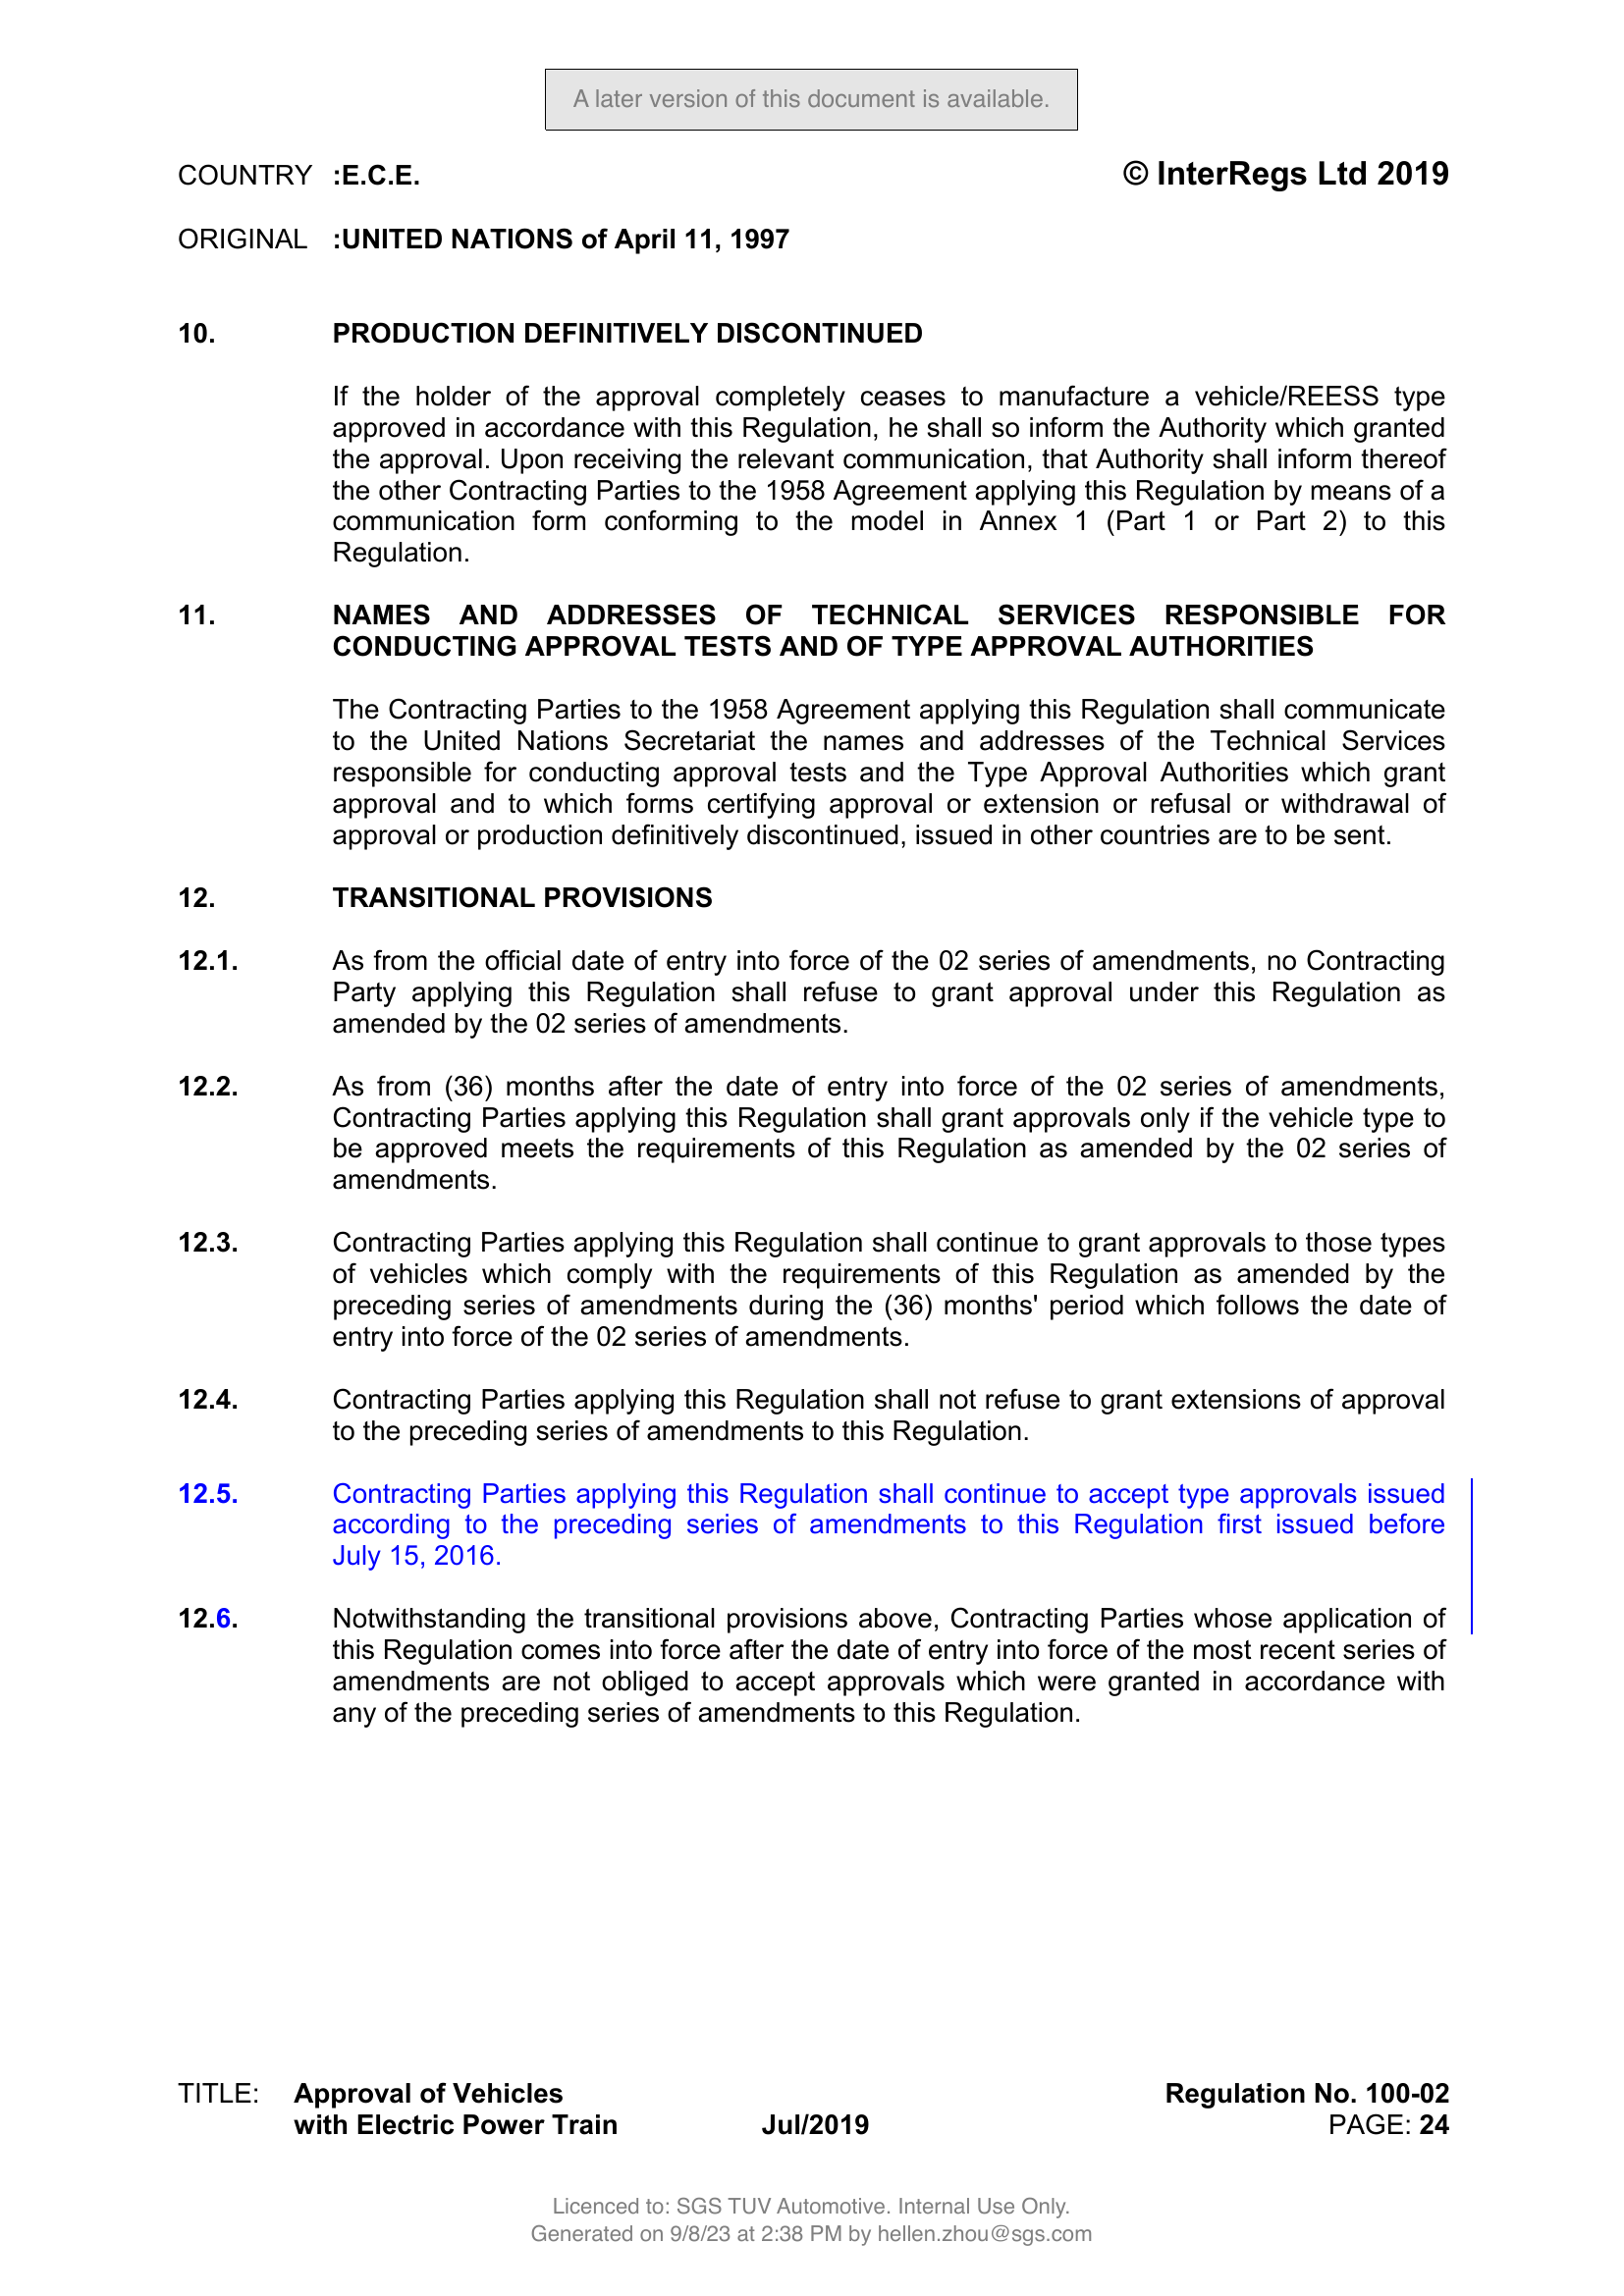 A later version of this document is available.
COUNTRY :E.C.E. © InterRegs Ltd 2019
ORIGINAL :UNITED NATIONS of April 11, 1997
10. PRODUCTION DEFINITIVELY DISCONTINUED
If the holder of the approval completely ceases to manufacture a vehicle/REESS type
approved in accordance with this Regulation, he shall so inform the Authority which granted
the approval. Upon receiving the relevant communication, that Authority shall inform thereof
the other Contracting Parties to the 1958 Agreement applying this Regulation by means of a
communication form conforming to the model in Annex 1 (Part 1 or Part 2) to this
Regulation.
11. NAMES AND ADDRESSES OF TECHNICAL SERVICES RESPONSIBLE FOR
CONDUCTING APPROVAL TESTS AND OF TYPE APPROVAL AUTHORITIES
The Contracting Parties to the 1958 Agreement applying this Regulation shall communicate
to the United Nations Secretariat the names and addresses of the Technical Services
responsible for conducting approval tests and the Type Approval Authorities which grant
approval and to which forms certifying approval or extension or refusal or withdrawal of
approval or production definitively discontinued, issued in other countries are to be sent.
12. TRANSITIONAL PROVISIONS
12.1. As from the official date of entry into force of the 02 series of amendments, no Contracting
Party applying this Regulation shall refuse to grant approval under this Regulation as
amended by the 02 series of amendments.
12.2. As from (36) months after the date of entry into force of the 02 series of amendments,
Contracting Parties applying this Regulation shall grant approvals only if the vehicle type to
be approved meets the requirements of this Regulation as amended by the 02 series of
amendments.
12.3. Contracting Parties applying this Regulation shall continue to grant approvals to those types
of vehicles which comply with the requirements of this Regulation as amended by the
preceding series of amendments during the (36) months' period which follows the date of
entry into force of the 02 series of amendments.
12.4. Contracting Parties applying this Regulation shall not refuse to grant extensions of approval
to the preceding series of amendments to this Regulation.
12.5. Contracting Parties applying this Regulation shall continue to accept type approvals issued
according to the preceding series of amendments to this Regulation first issued before
July 15, 2016.
12.6. Notwithstanding the transitional provisions above, Contracting Parties whose application of
this Regulation comes into force after the date of entry into force of the most recent series of
amendments are not obliged to accept approvals which were granted in accordance with
any of the preceding series of amendments to this Regulation.
TITLE: Approval of Vehicles Regulation No. 100-02
with Electric Power Train Jul/2019 PAGE: 24
Licenced to: SGS TUV Automotive. Internal Use Only.
Generated on 9/8/23 at 2:38 PM by hellen.zhou@sgs.com